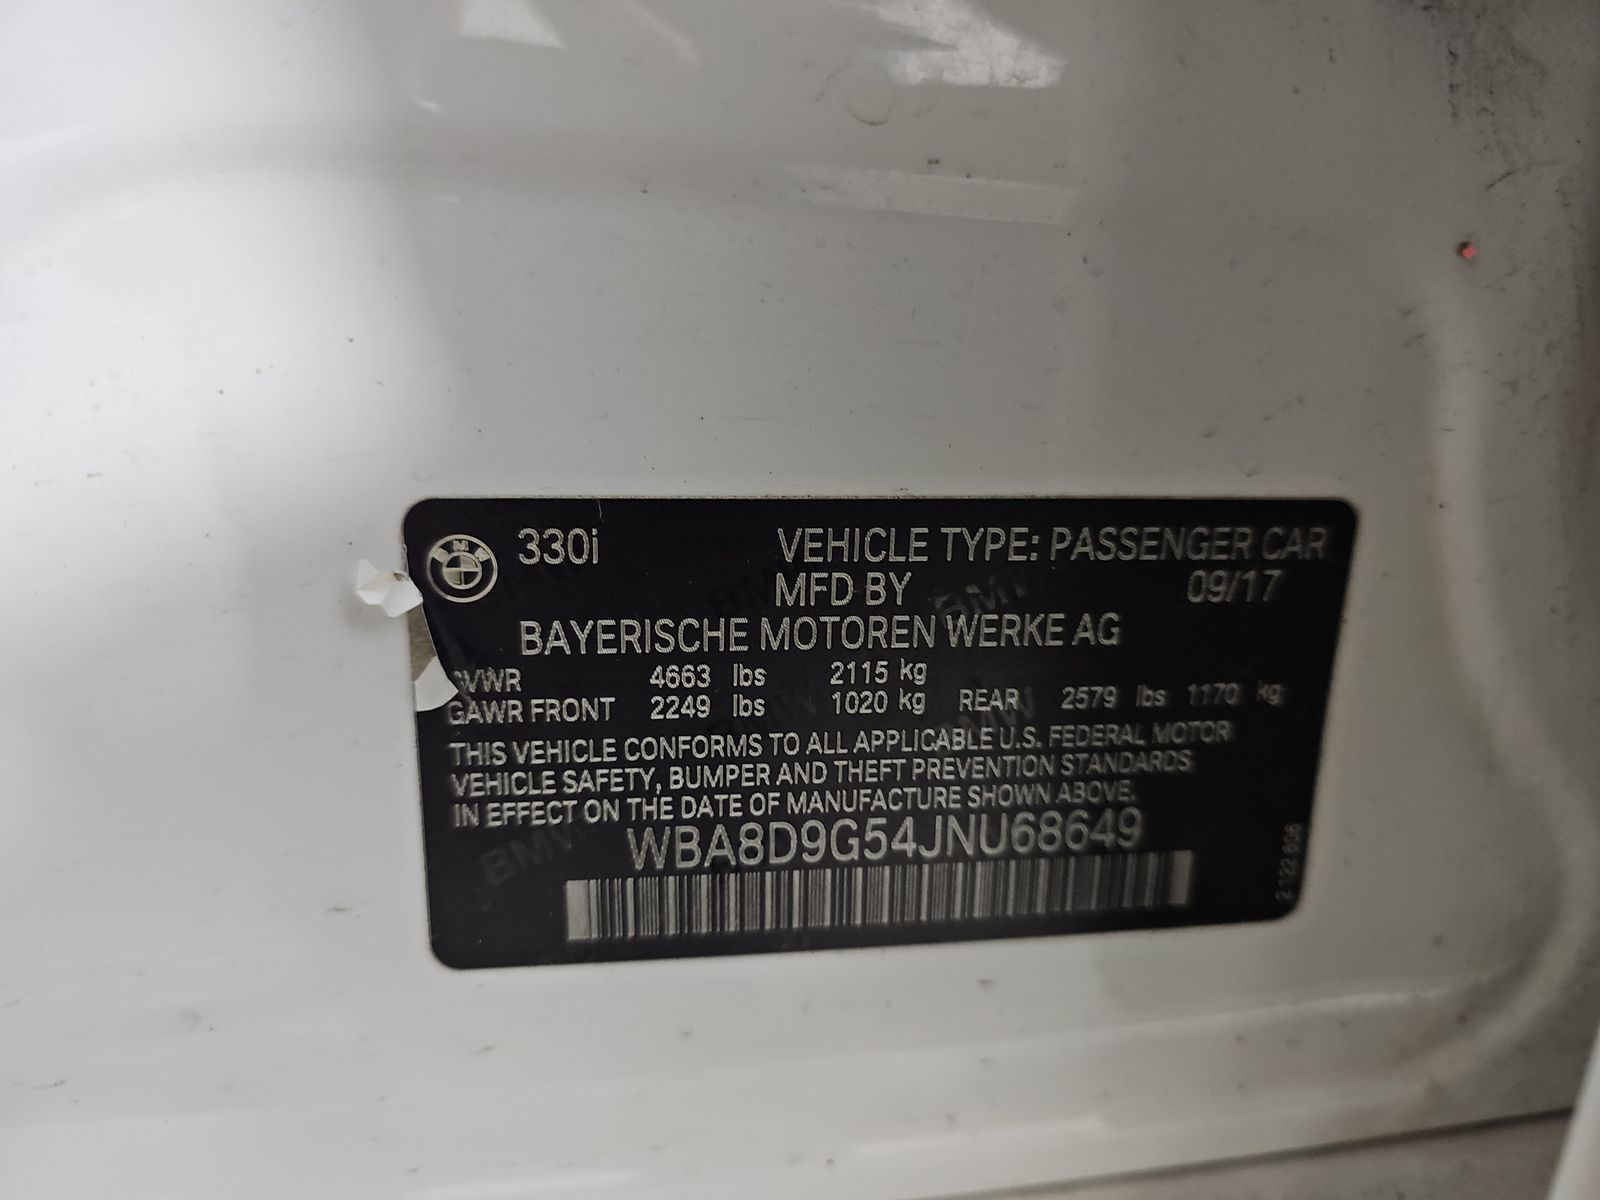 BMW 330i VEHICLE TYPE: PASSENGER CAR
MFD BY 09/17
BAYERISCHE MOTOREN WERKE AG
GVWR 4663 lbs 2115 kg
GAWR FRONT 2249 lbs 1020 kg REAR 2579 lbs 1170 kg
THIS VEHICLE CONFORMS TO ALL APPLICABLE U.S. FEDERAL MOTOR
VEHICLE SAFETY, BUMPER AND THEFT PREVENTION STANDARDS
IN EFFECT ON THE DATE OF MANUFACTURE SHOWN ABOVE.
WBA8D9G54JNU68649